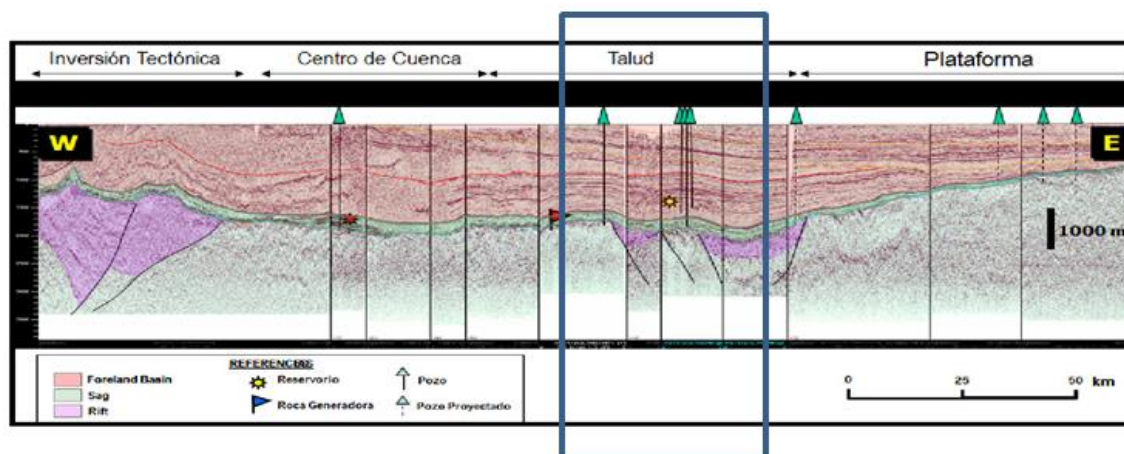 Inversión Tectónica Centro de Cuenca Talud Plataforma
W E
1000 m
REFERENCIAS
Foreland Basin Reservorio Pozo
Sag
Rift Roca Generadora Pozo Proyectado
0 25 50 km